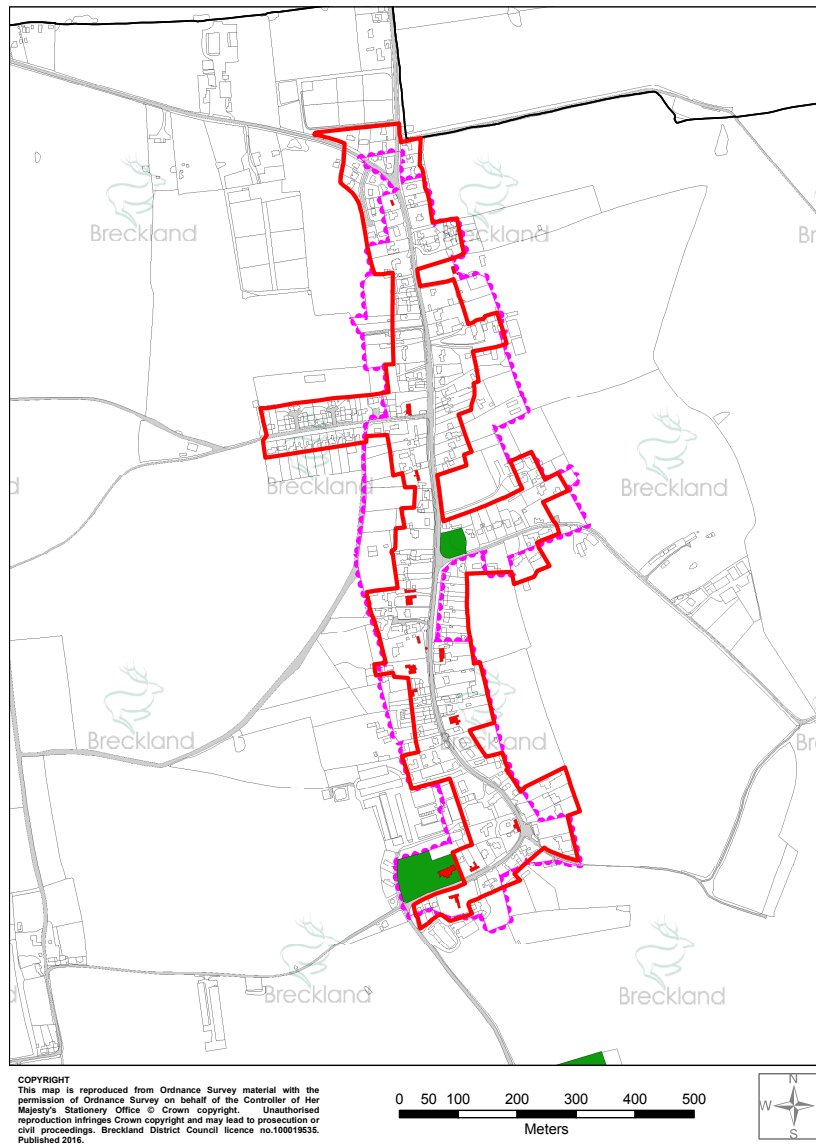 Breckland
Breckland
Br
Breckland
Breckland
d
Breckland
Breckland
Br
Breckland
Breckland
COPYRIGHT
This map is reproduced from Ordnance Survey material with the
permission of Ordnance Survey on behalf of the Controller of Her
Majesty's Stationery Office © Crown copyright. Unauthorised
reproduction infringes Crown copyright and may lead to prosecution or
civil proceedings. Breckland District Council licence no.100019535.
Published 2016.
0 50 100 200 300 400 500
Meters
N
W E
S